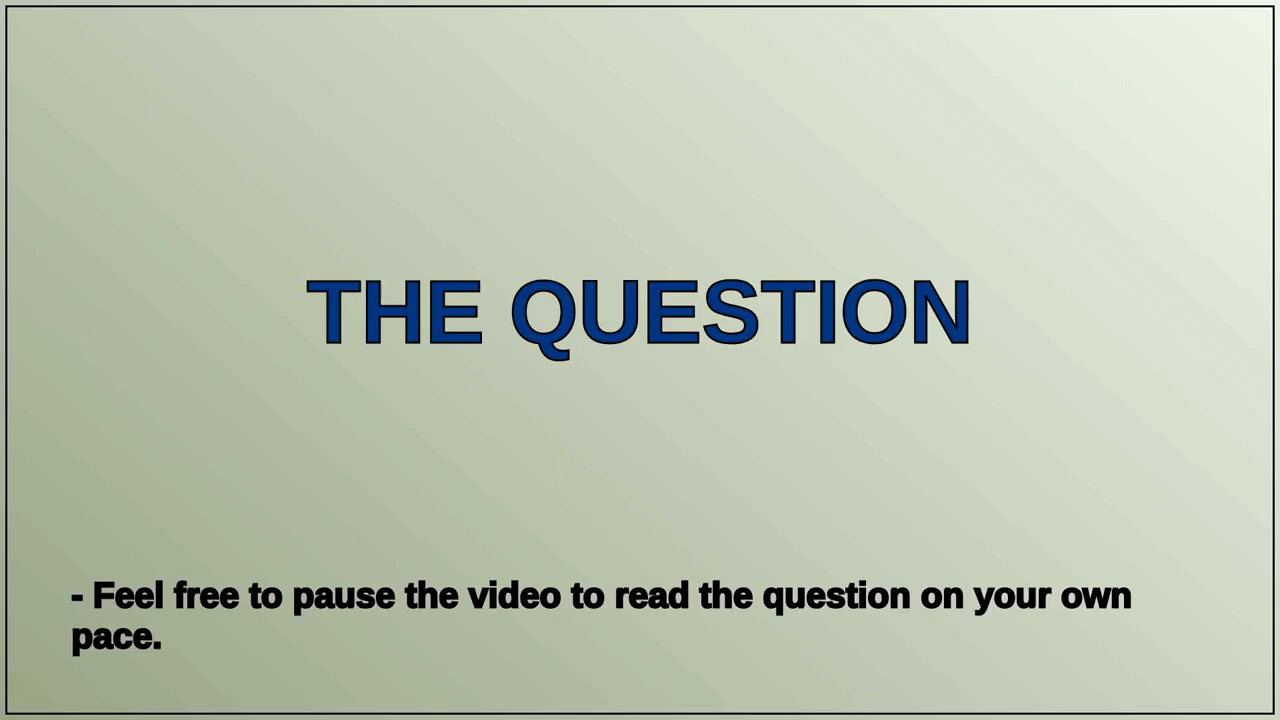 THE QUESTION
- Feel free to pause the video to read the question on your own
pace.